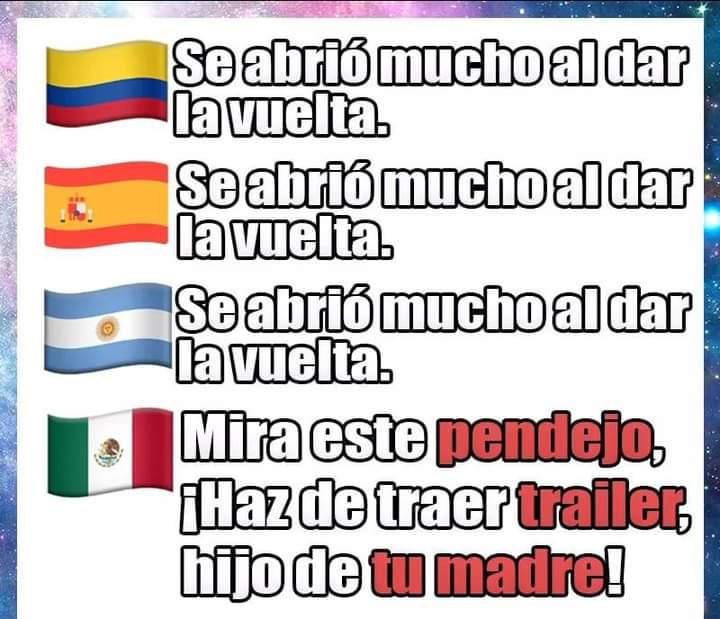 Se abrió mucho al dar
la vuelta.
Se abrió mucho al dar
la vuelta.
Se abrió mucho al dar
la vuelta.
Mira este pendejo,
¡Haz de traer trailer,
hijo de tu madre!